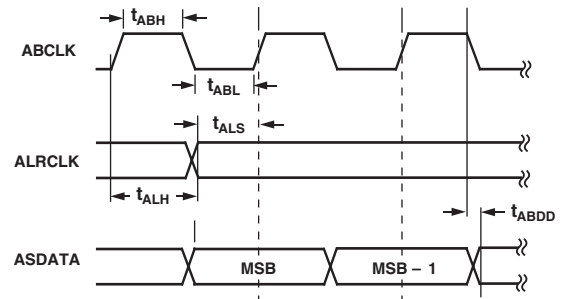 tABH
ABCLK
tABL
tALS
ALRCLK
tALH
tABDD
ASDATA
MSB
MSB – 1